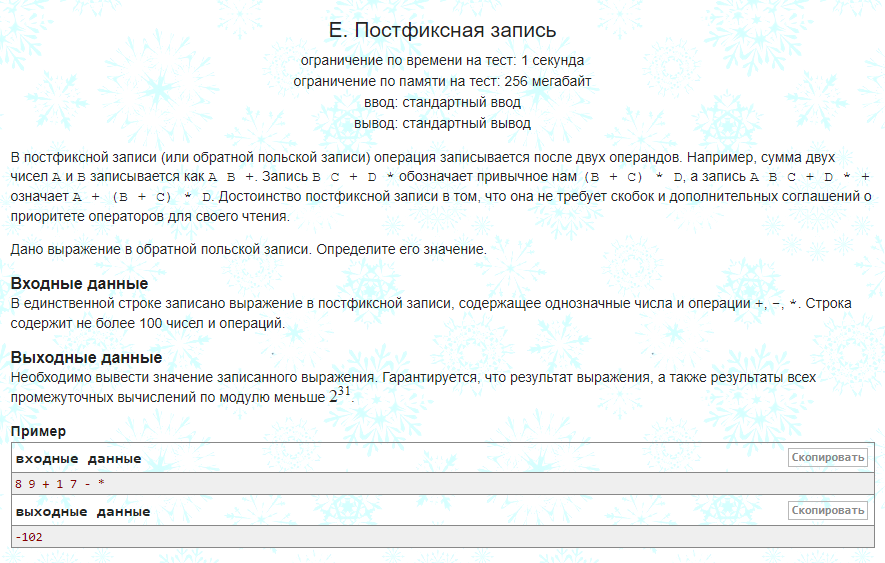 E. Постфиксная запись
ограничение по времени на тест: 1 секунда
ограничение по памяти на тест: 256 мегабайт
ввод: стандартный ввод
вывод: стандартный вывод
В постфиксной записи (или обратной польской записи) операция записывается после двух операндов. Например, сумма двух
чисел A и B записывается как A B +. Запись B C + D * обозначает привычное нам (B + C) * D, а запись A B C + D * +
означает A + (B + C) * D. Достоинство постфиксной записи в том, что она не требует скобок и дополнительных соглашений о
приоритете операторов для своего чтения.
Дано выражение в обратной польской записи. Определите его значение.
Входные данные
В единственной строке записано выражение в постфиксной записи, содержащее однозначные числа и операции +, -, *. Строка
содержит не более 100 чисел и операций.
Выходные данные
Необходимо вывести значение записанного выражения. Гарантируется, что результат выражения, а также результаты всех
промежуточных вычислений по модулю меньше 2³¹.
Пример
входные данные Скопировать
8 9 + 1 7 - *
выходные данные Скопировать
-102